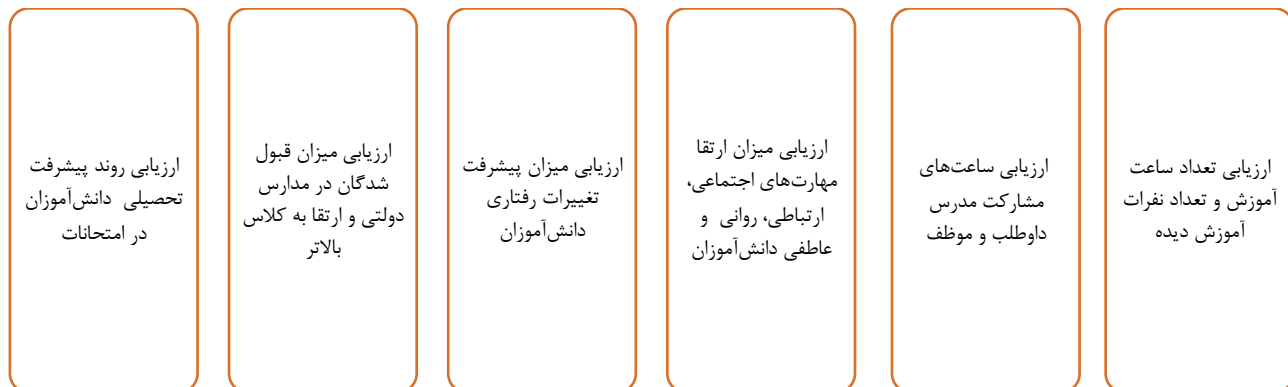 ارزیابی تعداد ساعت
آموزش و تعداد نفرات
آموزش دیده
ارزیابی ساعت‌های
مشارکت مدرس
داوطلب و موظف
ارزیابی میزان ارتقا
مهارت‌های اجتماعی،
ارتباطی، روانی و
عاطفی دانش‌آموزان
ارزیابی میزان پیشرفت
تغییرات رفتاری
دانش‌آموزان
ارزیابی میزان قبول
شدگان در مدارس
دولتی و ارتقا به کلاس
بالاتر
ارزیابی روند پیشرفت
تحصیلی دانش‌آموزان
در امتحانات